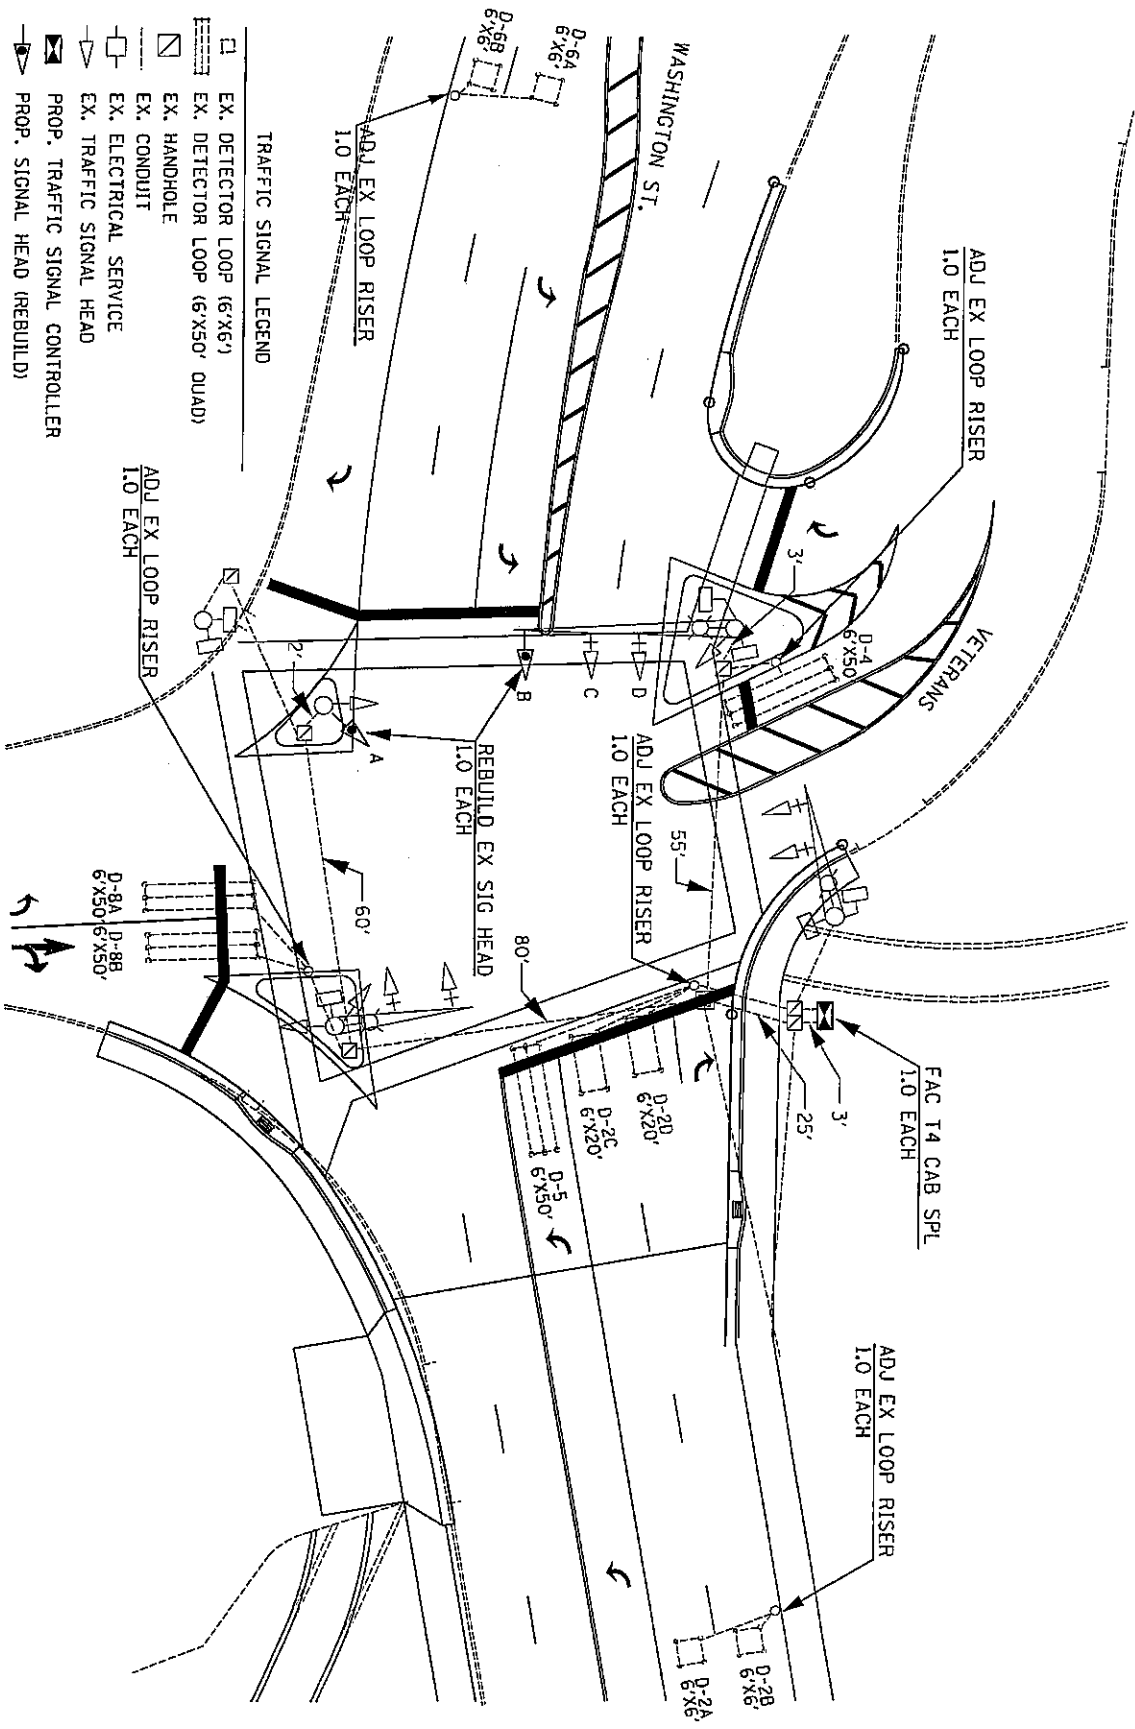 WASHINGTON ST.
D-6A
6'X6'
D-6B
6'X6'
ADJ EX LOOP RISER
1.0 EACH
ADJ EX LOOP RISER
1.0 EACH
3'
D-4
6'X50
VETERANS
FAC T4 CAB SPL
1.0 EACH
3'
25'
ADJ EX LOOP RISER
1.0 EACH
D-2B
6'X6'
D-2A
6'X6'
ADJ EX LOOP RISER
1.0 EACH
55'
80'
D-2D
6'X20'
D-2C
6'X20'
D-5
6'X50'
B
C
D
A
REBUILD EX SIG HEAD
1.0 EACH
2'
60'
ADJ EX LOOP RISER
1.0 EACH
D-8A
6'X50'
D-8B
6'X50'
TRAFFIC SIGNAL LEGEND
EX. DETECTOR LOOP (6'X6')
EX. DETECTOR LOOP (6'X50' QUAD)
EX. HANDHOLE
EX. CONDUIT
EX. ELECTRICAL SERVICE
EX. TRAFFIC SIGNAL HEAD
PROP. TRAFFIC SIGNAL CONTROLLER
PROP. SIGNAL HEAD (REBUILD)